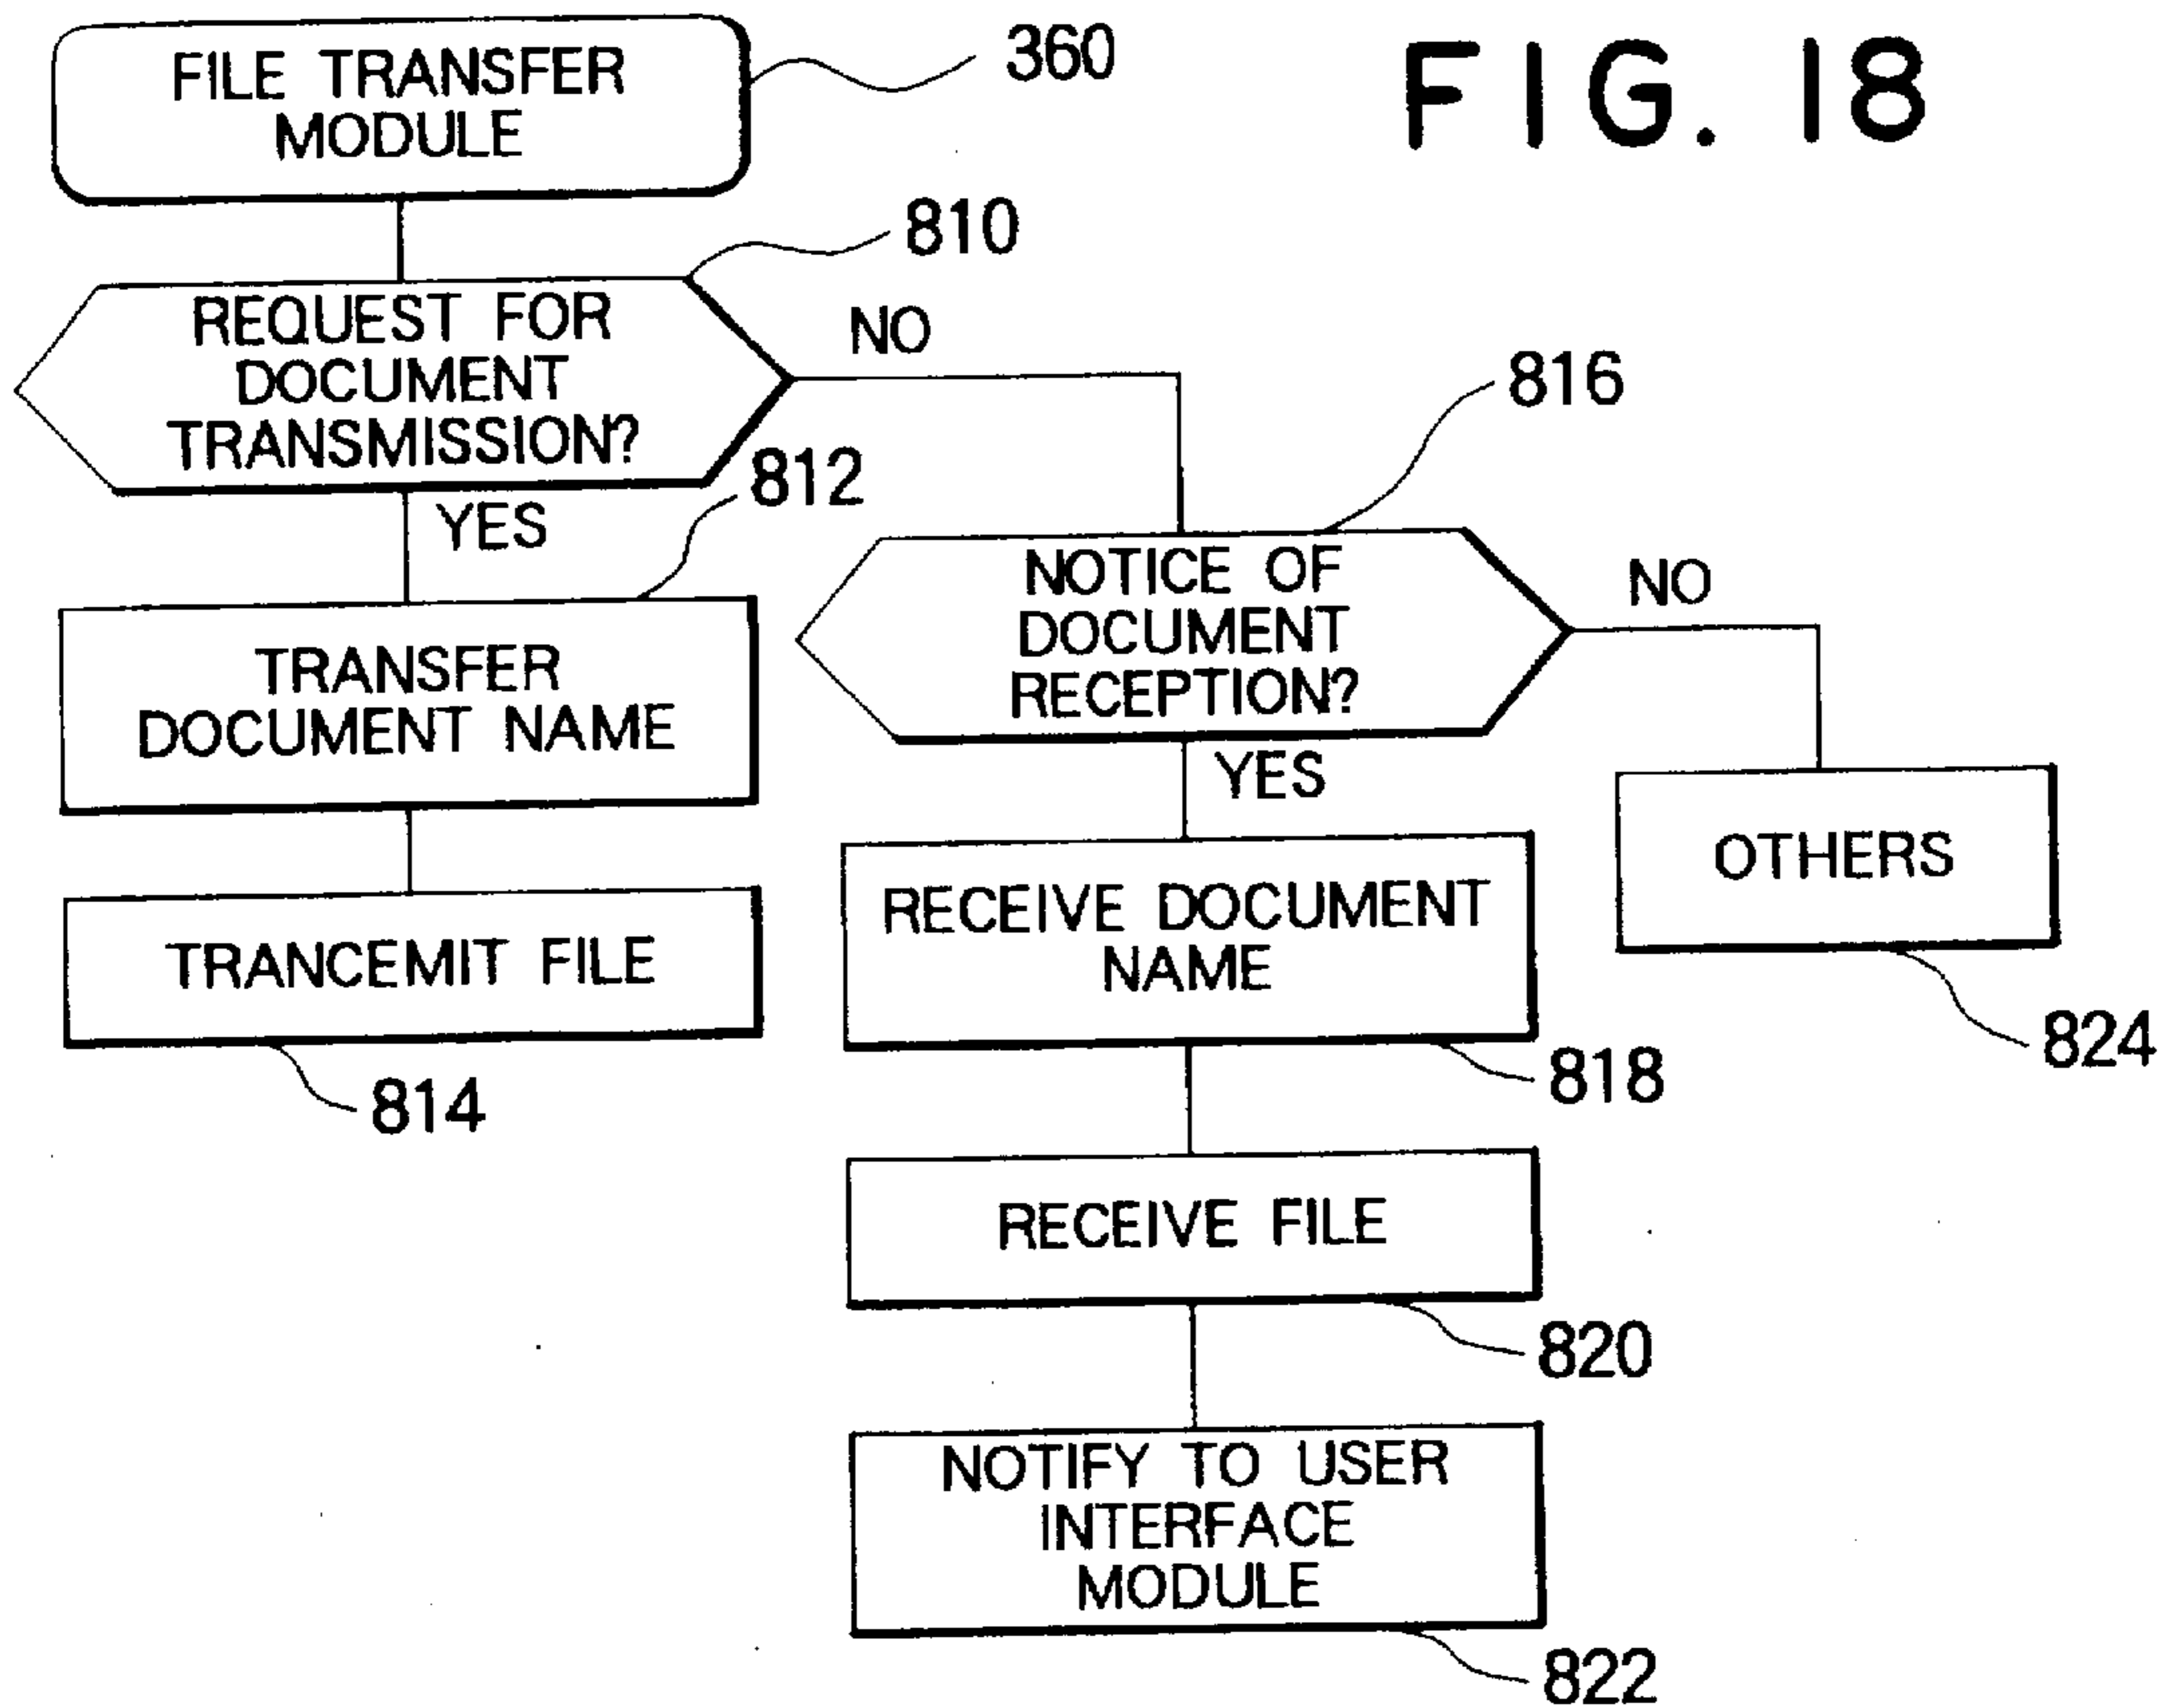 FIG. 18
FILE TRANSFER
MODULE
360
810
REQUEST FOR
DOCUMENT
TRANSMISSION?
NO
YES
812
TRANSFER
DOCUMENT NAME
TRANCEMIT FILE
814
816
NOTICE OF
DOCUMENT
RECEPTION?
NO
YES
RECEIVE DOCUMENT
NAME
818
RECEIVE FILE
820
NOTIFY TO USER
INTERFACE
MODULE
822
OTHERS
824